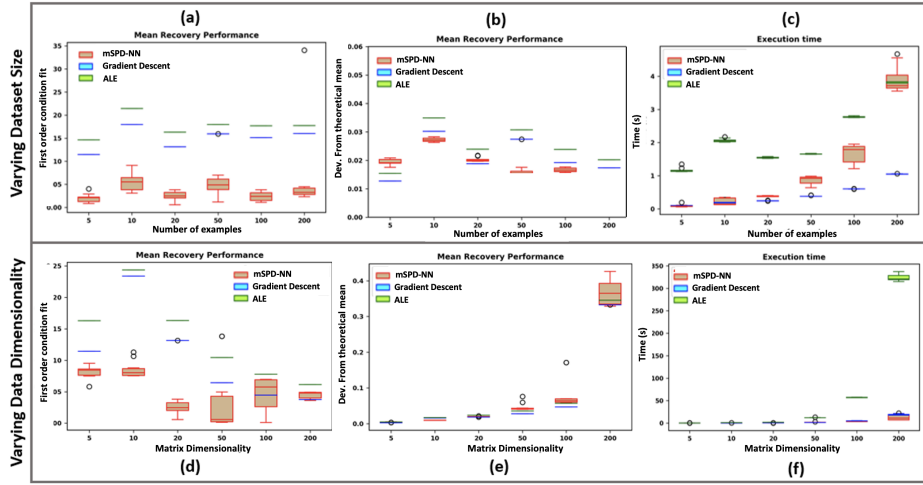 (a)
(b)
(c)
Varying Dataset Size
Mean Recovery Performance
First order condition fit
35
30
25
20
15
10
05
0.00
mSPD-NN
Gradient Descent
ALE
5
10
20
50
100
200
Number of examples
Mean Recovery Performance
Dev. From theoretical mean
0.06
0.05
0.04
0.03
0.02
0.01
0.00
mSPD-NN
Gradient Descent
ALE
5
10
20
50
100
200
Number of examples
Execution time
Time (s)
4
3
2
1
0
mSPD-NN
Gradient Descent
ALE
5
10
20
50
100
200
Number of examples
Varying Data Dimensionality
Mean Recovery Performance
First order condition fit
25
20
15
10
05
00
mSPD-NN
Gradient Descent
ALE
5
10
20
50
100
200
Matrix Dimensionality
(d)
Mean Recovery Performance
Dev. From theoretical mean
0.4
0.3
0.2
0.1
0.0
mSPD-NN
Gradient Descent
ALE
5
10
20
50
100
200
Matrix Dimensionality
(e)
Execution time
Time (s)
350
300
250
200
150
100
50
0
mSPD-NN
Gradient Descent
ALE
5
10
20
50
100
200
Matrix Dimensionality
(f)